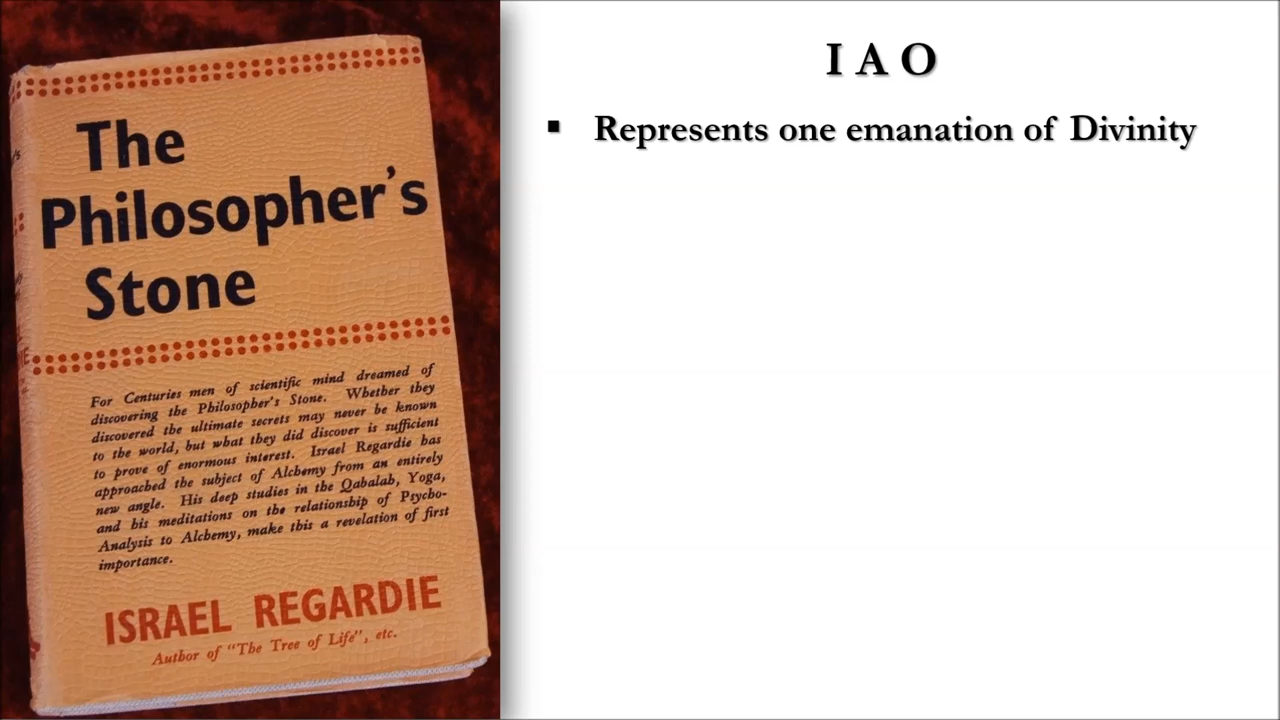 The
Philosopher's
Stone
For Centuries men of scientific mind dreamed of
discovering the Philosopher's Stone. Whether they
discovered the ultimate secrets may never be known
to the world, but what they did discover is sufficient
to prove of enormous interest. Israel Regardie has
approached the subject of Alchemy from an entirely
new angle. His deep studies in the Qabalah, Yoga,
and his meditations on the relationship of Psycho-
Analysis to Alchemy, make this a revelation of first
importance.
ISRAEL REGARDIE
Author of "The Tree of Life", etc.
I A O
▪ Represents one emanation of Divinity